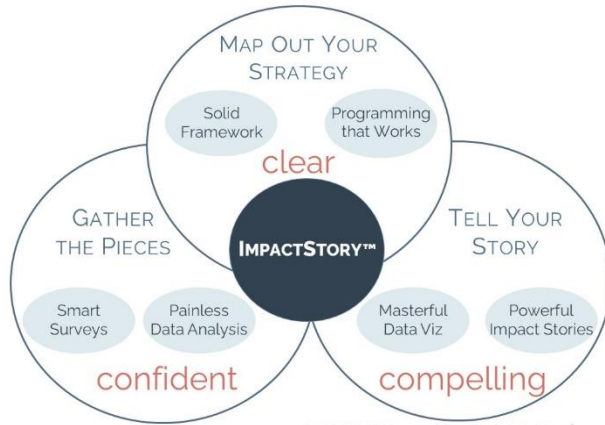 MAP OUT YOUR
STRATEGY
Solid
Framework
Programming
that Works
clear
GATHER
THE PIECES
Smart
Surveys
Painless
Data Analysis
confident
IMPACTSTORY™
TELL YOUR
STORY
Masterful
Data Viz
Powerful
Impact Stories
compelling